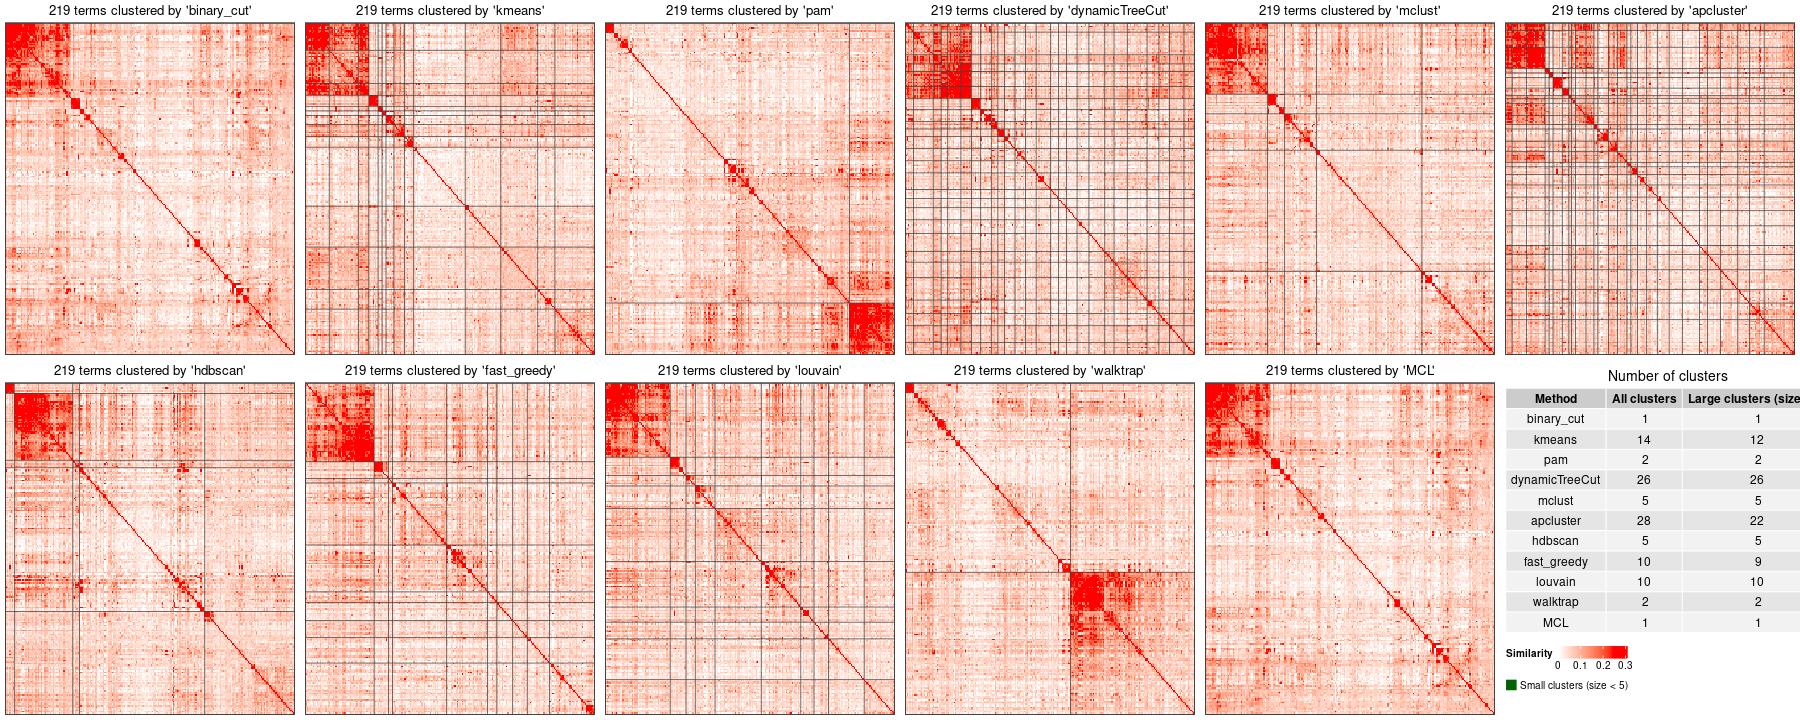 219 terms clustered by 'binary_cut'
219 terms clustered by 'kmeans'
219 terms clustered by 'pam'
219 terms clustered by 'dynamicTreeCut'
219 terms clustered by 'mclust'
219 terms clustered by 'apcluster'
219 terms clustered by 'hdbscan'
219 terms clustered by 'fast_greedy'
219 terms clustered by 'louvain'
219 terms clustered by 'walktrap'
219 terms clustered by 'MCL'
Number of clusters
Method All clusters Large clusters (size
binary_cut 1 1
kmeans 14 12
pam 2 2
dynamicTreeCut 26 26
mclust 5 5
apcluster 28 22
hdbscan 5 5
fast_greedy 10 9
louvain 10 10
walktrap 2 2
MCL 1 1
Similarity
0 0.1 0.2 0.3
Small clusters (size < 5)